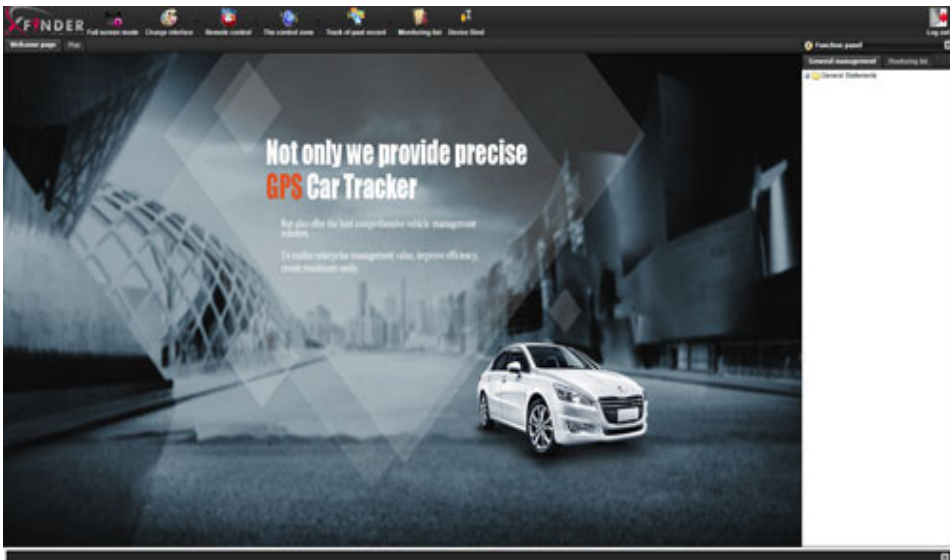 XFINDER
Full screen mode Change interface Remote control The control zone Track of past record Monitoring list Device Bind
Log out
Welcome page Map
Function panel
General management Monitoring list
General Statements
Not only we provide precise
GPS Car Tracker
But also offer the best comprehensive vehicle management
solution.
To realize enterprise management value, improve efficiency,
create maximum easily.